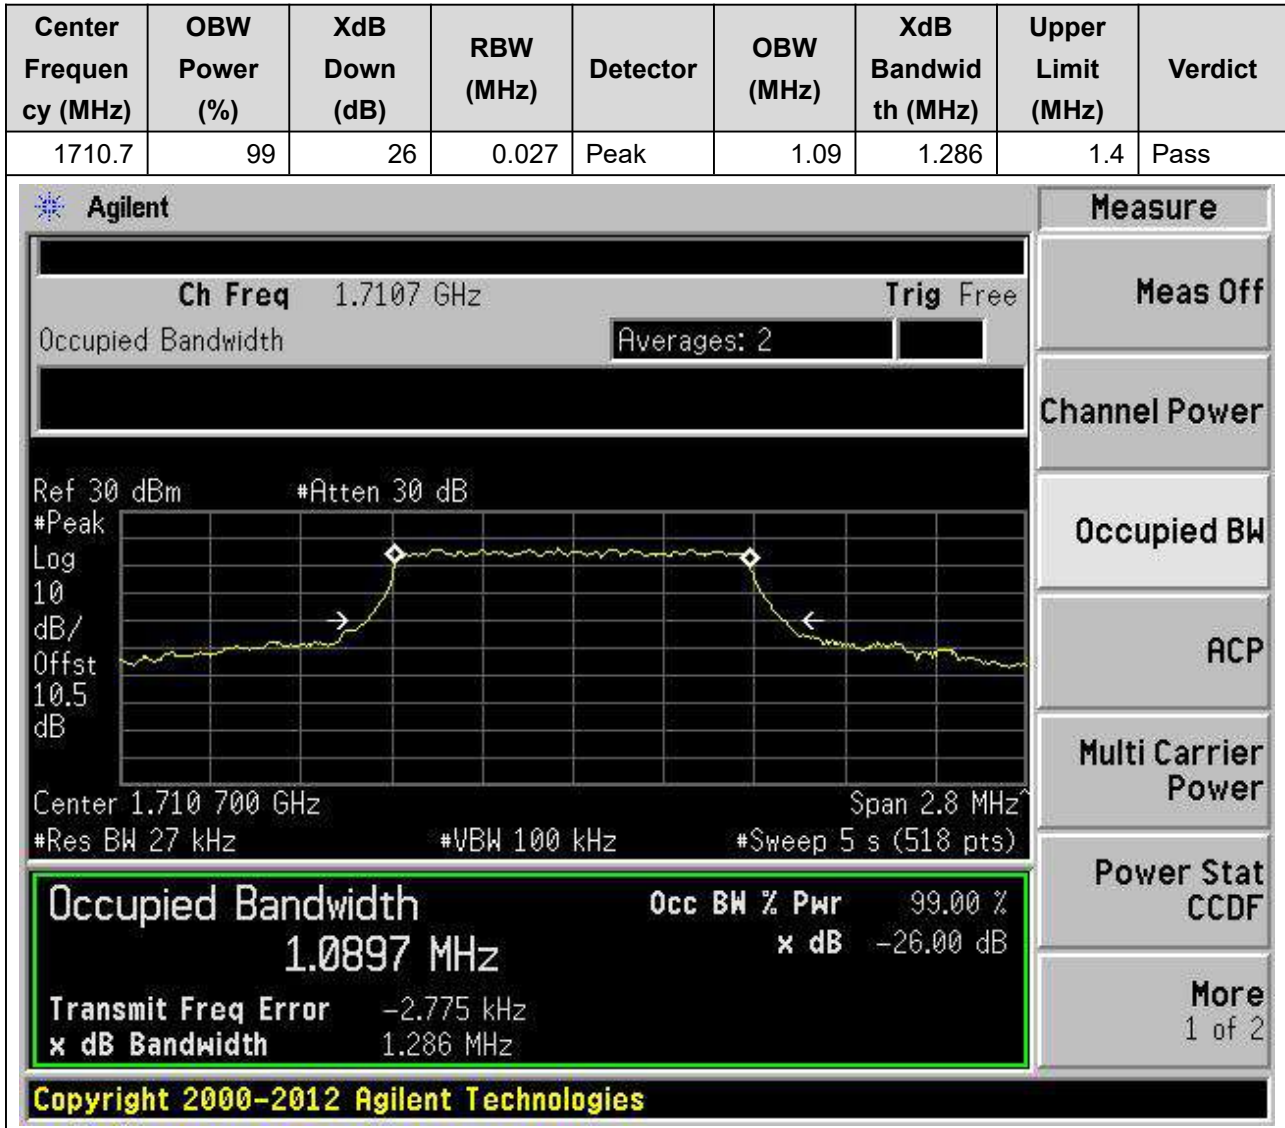 Center Frequen cy (MHz) OBW Power (%) XdB Down (dB) RBW (MHz) Detector OBW (MHz) XdB Bandwid th (MHz) Upper Limit (MHz) Verdict
1710.7 99 26 0.027 Peak 1.09 1.286 1.4 Pass
Agilent
Ch Freq 1.7107 GHz Trig Free
Occupied Bandwidth Averages: 2
Ref 30 dBm #Atten 30 dB
#Peak
Log
10
dB/
Offst
10.5
dB
Center 1.710 700 GHz Span 2.8 MHz^
#Res BW 27 kHz #VBW 100 kHz #Sweep 5 s (518 pts)
Occupied Bandwidth Occ BW % Pwr 99.00 %
1.0897 MHz x dB -26.00 dB
Transmit Freq Error -2.775 kHz
x dB Bandwidth 1.286 MHz
Copyright 2000-2012 Agilent Technologies
Measure
Meas Off
Channel Power
Occupied BW
ACP
Multi Carrier
Power
Power Stat
CCDF
More
1 of 2